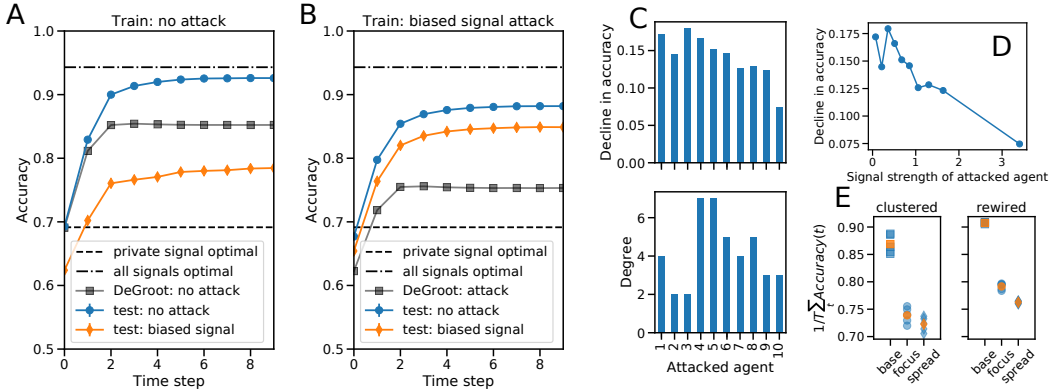 A
Train: no attack
1.0
0.9
0.8
0.7
0.6
0.5
Accuracy
private signal optimal
all signals optimal
DeGroot: no attack
test: no attack
test: biased signal
0 2 4 6 8
Time step
B
Train: biased signal attack
1.0
0.9
0.8
0.7
0.6
0.5
Accuracy
private signal optimal
all signals optimal
DeGroot: no attack
test: no attack
test: biased signal
0 2 4 6 8
Time step
C
Decline in accuracy
0.15
0.10
0.05
0.00
Degree
6
4
2
0
1 2 3 4 5 6 7 8 9 10
Attacked agent
D
Decline in accuracy
0.175
0.150
0.125
0.100
0.075
0 1 2 3
Signal strength of attacked agent
E
clustered
rewired
1/T∑Accuracy(t)
t
0.90
0.85
0.80
0.75
0.70
base
focus
spread
base
focus
spread